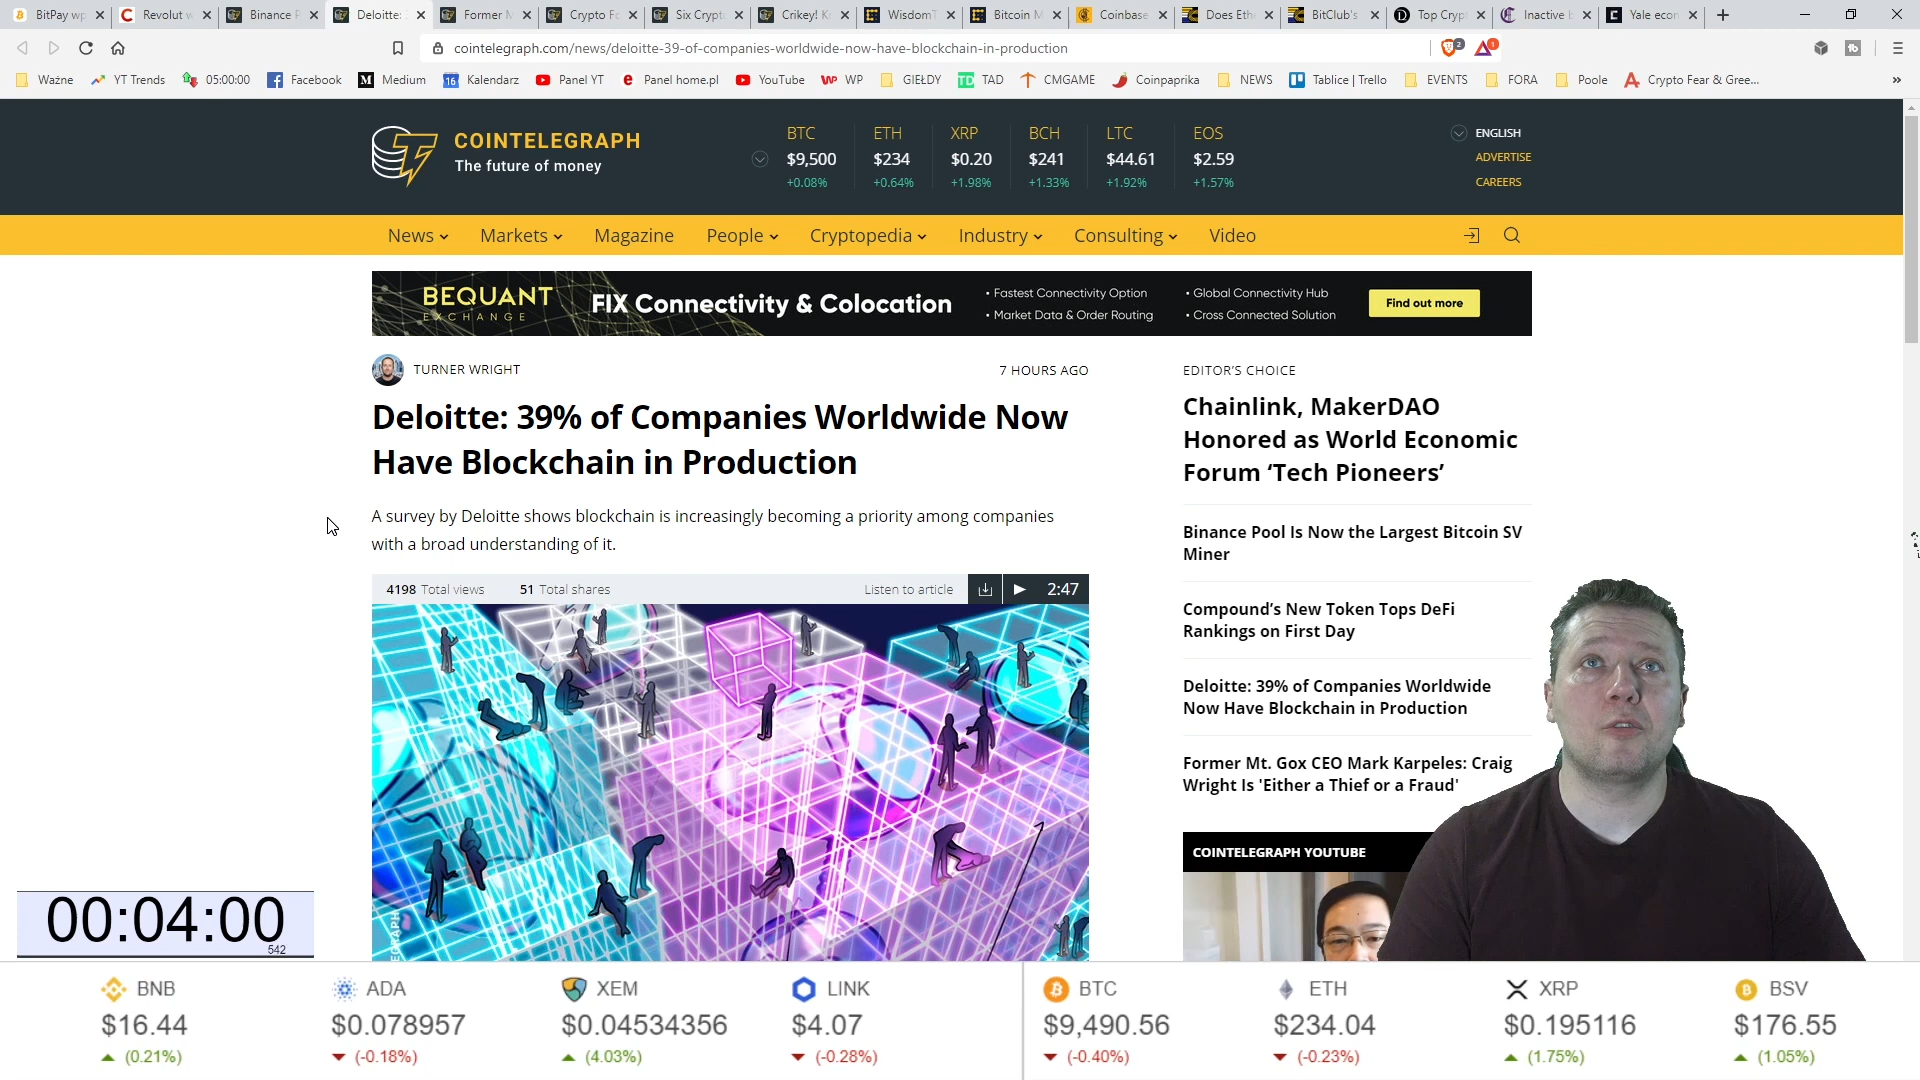 BitPay wp
Revolut w
Binance P
Deloitte:
Former M
Crypto Fo
Six Crypt
Crikey! K
WisdomT
Bitcoin M
Coinbase
Does Eth
BitClub's
Top Cryp
Inactive b
Yale econ
cointelegraph.com/news/deloitte-39-of-companies-worldwide-now-have-blockchain-in-production
2
1
Ważne
YT Trends
05:00:00
Facebook
Medium
16
Kalendarz
Panel YT
Panel home.pl
YouTube
WP
GIEŁDY
TAD
CMGAME
Coinpaprika
NEWS
Tablice | Trello
EVENTS
FORA
Poole
Crypto Fear & Gree...
»
COINTELEGRAPH
The future of money
BTC
$9,500
+0.08%
ETH
$234
+0.64%
XRP
$0.20
+1.98%
BCH
$241
+1.33%
LTC
$44.61
+1.92%
EOS
$2.59
+1.57%
ENGLISH
ADVERTISE
CAREERS
News
Markets
Magazine
People
Cryptopedia
Industry
Consulting
Video
BEQUANT
EXCHANGE
FIX Connectivity & Colocation
• Fastest Connectivity Option
• Market Data & Order Routing
• Global Connectivity Hub
• Cross Connected Solution
Find out more
TURNER WRIGHT
7 HOURS AGO
Deloitte: 39% of Companies Worldwide Now
Have Blockchain in Production
A survey by Deloitte shows blockchain is increasingly becoming a priority among companies
with a broad understanding of it.
4198 Total views
51 Total shares
Listen to article
2:47
EDITOR'S CHOICE
Chainlink, MakerDAO
Honored as World Economic
Forum ‘Tech Pioneers’
Binance Pool Is Now the Largest Bitcoin SV
Miner
Compound’s New Token Tops DeFi
Rankings on First Day
Deloitte: 39% of Companies Worldwide
Now Have Blockchain in Production
Former Mt. Gox CEO Mark Karpeles: Craig
Wright Is 'Either a Thief or a Fraud'
COINTELEGRAPH YOUTUBE
00:04:00
542
BNB
$16.44
(0.21%)
ADA
$0.078957
(-0.18%)
XEM
$0.04534356
(4.03%)
LINK
$4.07
(-0.28%)
BTC
$9,490.56
(-0.40%)
ETH
$234.04
(-0.23%)
XRP
$0.195116
(1.75%)
BSV
$176.55
(1.05%)